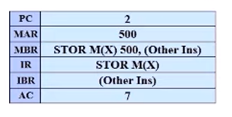 PC 2
MAR 500
MBR STOR M(X) 500, (Other Ins)
IR STOR M(X)
IBR (Other Ins)
AC 7